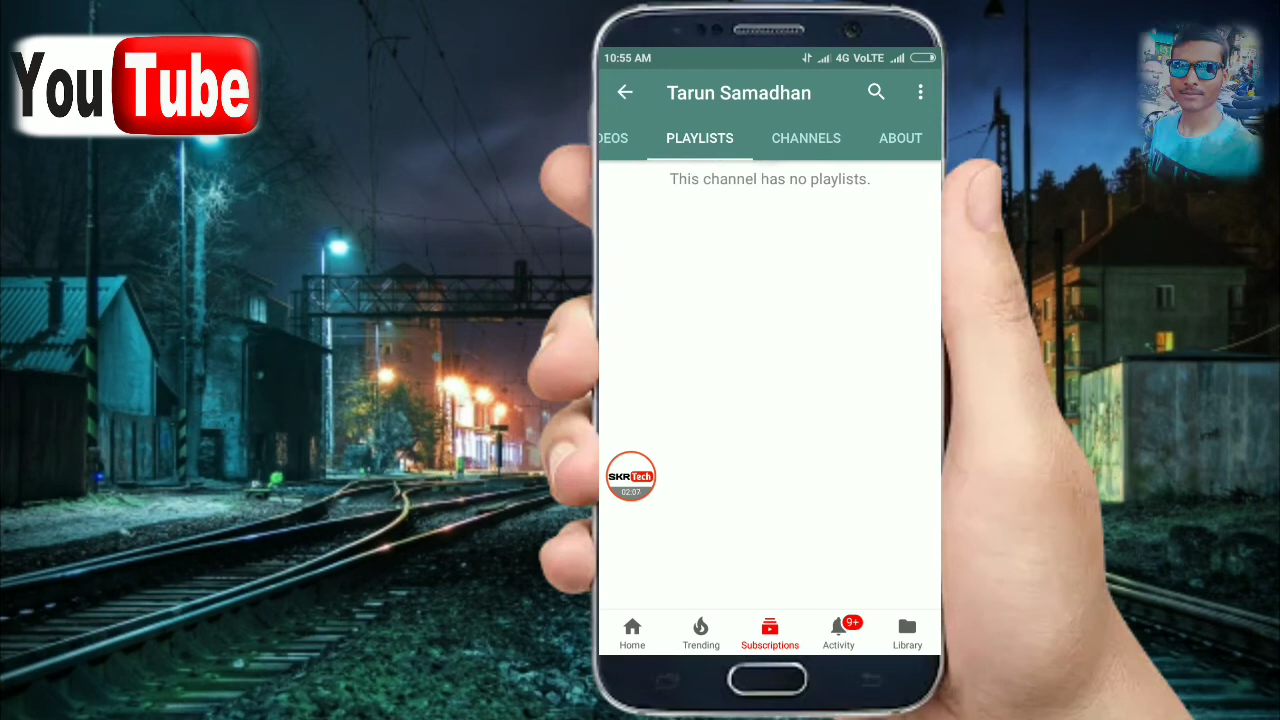 YouTube
10:55 AM 4G VoLTE
Tarun Samadhan
DEOS PLAYLISTS CHANNELS ABOUT
This channel has no playlists.
SKR Tech
02:07
9+
Home Trending Subscriptions Activity Library